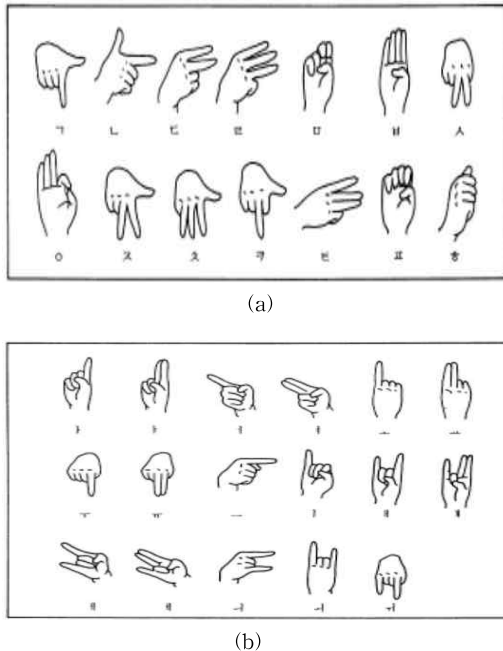 ㄱ ㄴ ㄷ ㄹ ㅁ ㅂ ㅅ
ㅇ ㅈ ㅊ ㅋ ㅌ ㅍ ㅎ
(a)
ㅏ ㅑ ㅓ ㅕ ㅗ ㅛ
ㅜ ㅠ ㅡ ㅣ ㅐ ㅒ
ㅔ ㅖ ㅢ ㅚ ㅟ
(b)